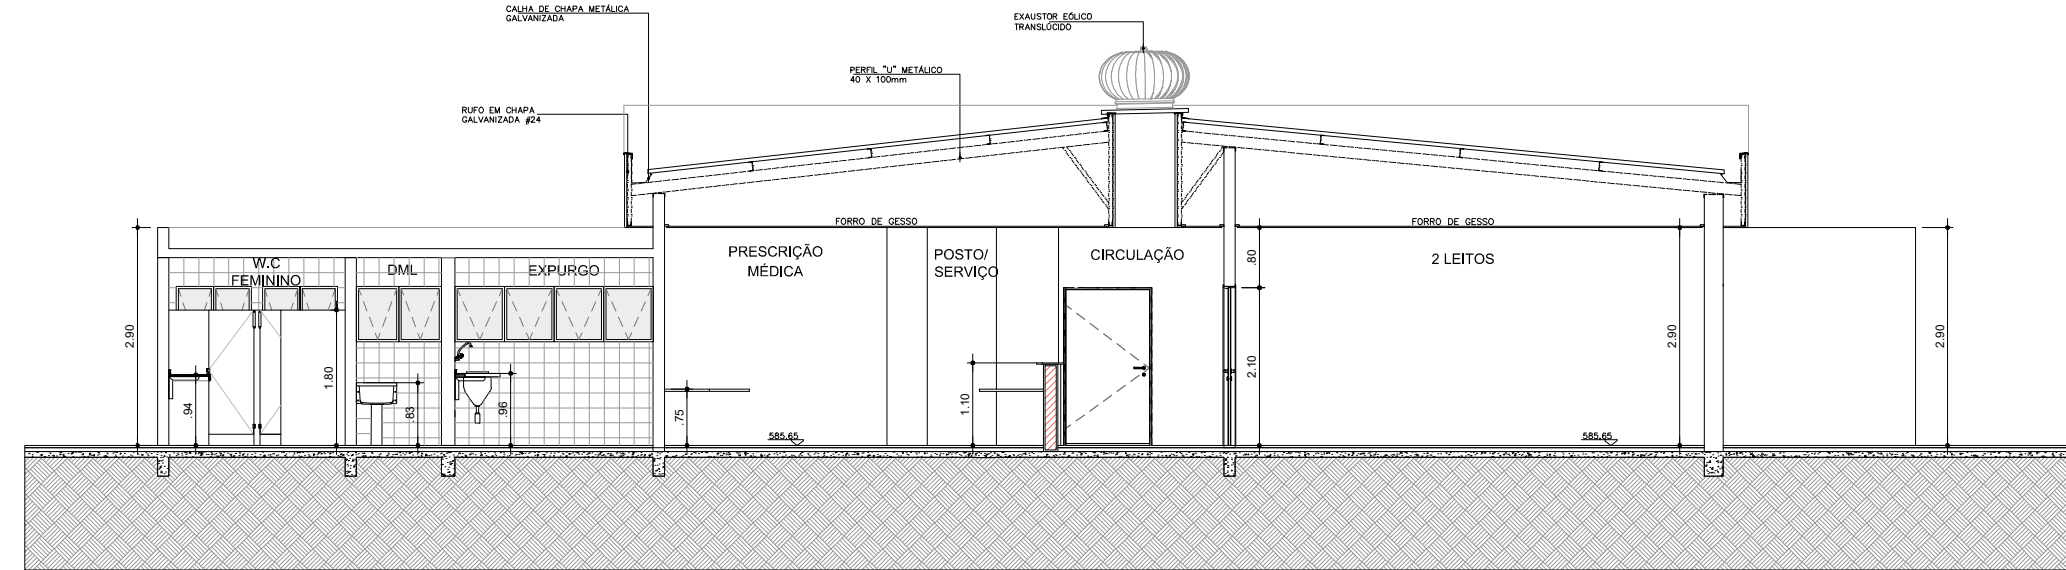 CALHA DE CHAPA METÁLICA
GALVANIZADA
EXAUSTOR EÓLICO
TRANSLÚCIDO
PERFIL "U" METÁLICO
40 X 100mm
RUFO EM CHAPA
GALVANIZADA #24
FORRO DE GESSO
FORRO DE GESSO
W.C
FEMININO
DML
EXPURGO
PRESCRIÇÃO
MÉDICA
POSTO/
SERVIÇO
CIRCULAÇÃO
2 LEITOS
2.90
.94
1.80
.83
.96
.75
1.10
.80
2.10
2.90
2.90
585.65
585.65